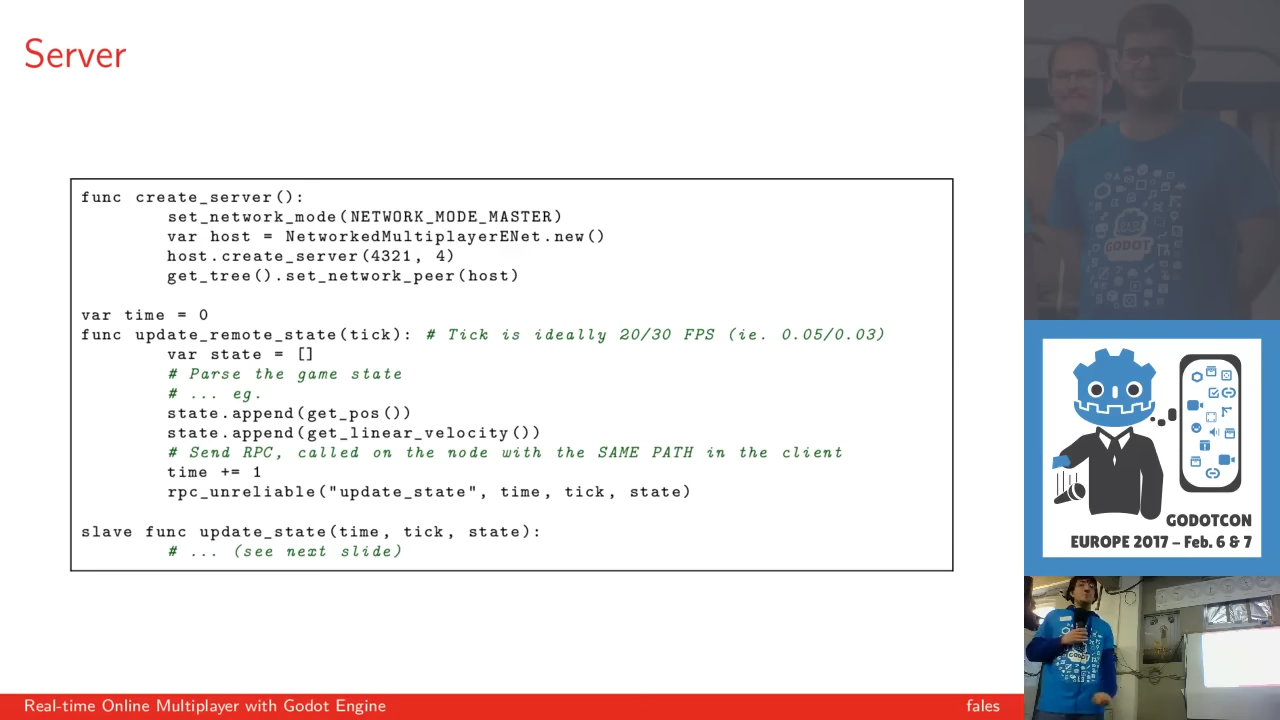 Server
func create_server():
set_network_mode(NETWORK_MODE_MASTER)
var host = NetworkedMultiplayerENet.new()
host.create_server(4321, 4)
get_tree().set_network_peer(host)
var time = 0
func update_remote_state(tick): # Tick is ideally 20/30 FPS (ie. 0.05/0.03)
var state = []
# Parse the game state
# ... eg.
state.append(get_pos())
state.append(get_linear_velocity())
# Send RPC, called on the node with the SAME PATH in the client
time += 1
rpc_unreliable("update_state", time, tick, state)
slave func update_state(time, tick, state):
# ... (see next slide)
Real-time Online Multiplayer with Godot Engine
fales
GODOT
GODOTCON
EUROPE 2017 – Feb. 6 & 7
GODOT